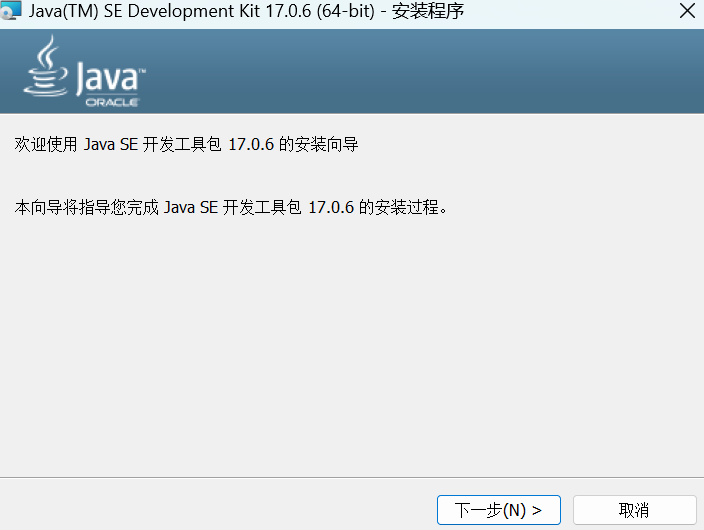 Java(TM) SE Development Kit 17.0.6 (64-bit) - 安装程序
Java™
ORACLE
欢迎使用 Java SE 开发工具包 17.0.6 的安装向导
本向导将指导您完成 Java SE 开发工具包 17.0.6 的安装过程。
下一步(N) >
取消